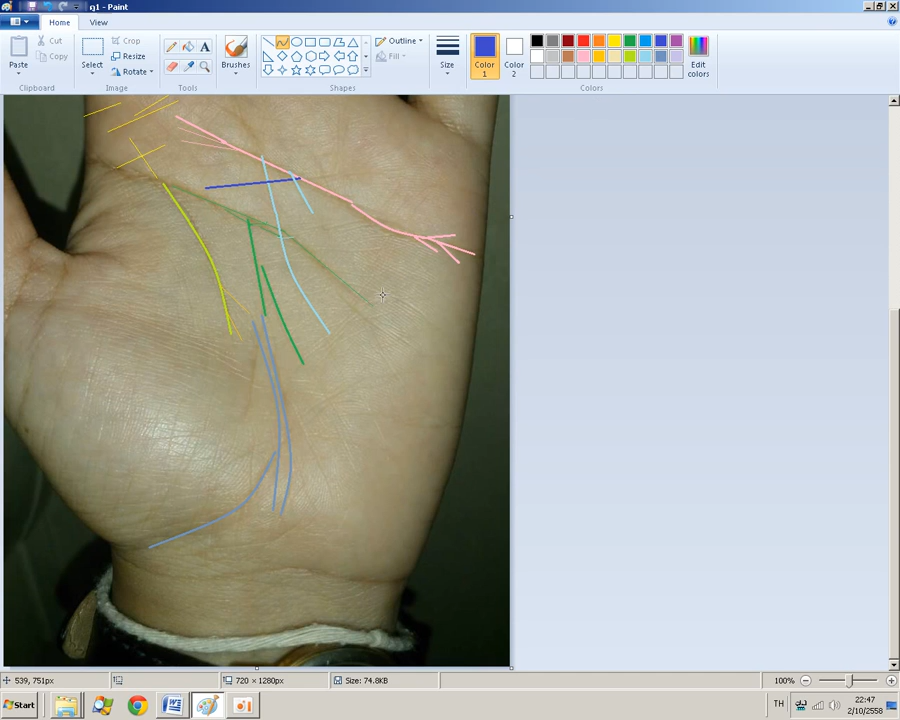 g1 - Paint
Home View
Paste
Cut
Copy
Clipboard
Select
Crop
Resize
Rotate
Image
A
Tools
Brushes
Outline
Fill
Shapes
Size
Color 1
Color 2
Edit colors
Colors
539, 751px
720 × 1280px
Size: 74.8KB
100%
Start
TH
22:47
2/10/2558